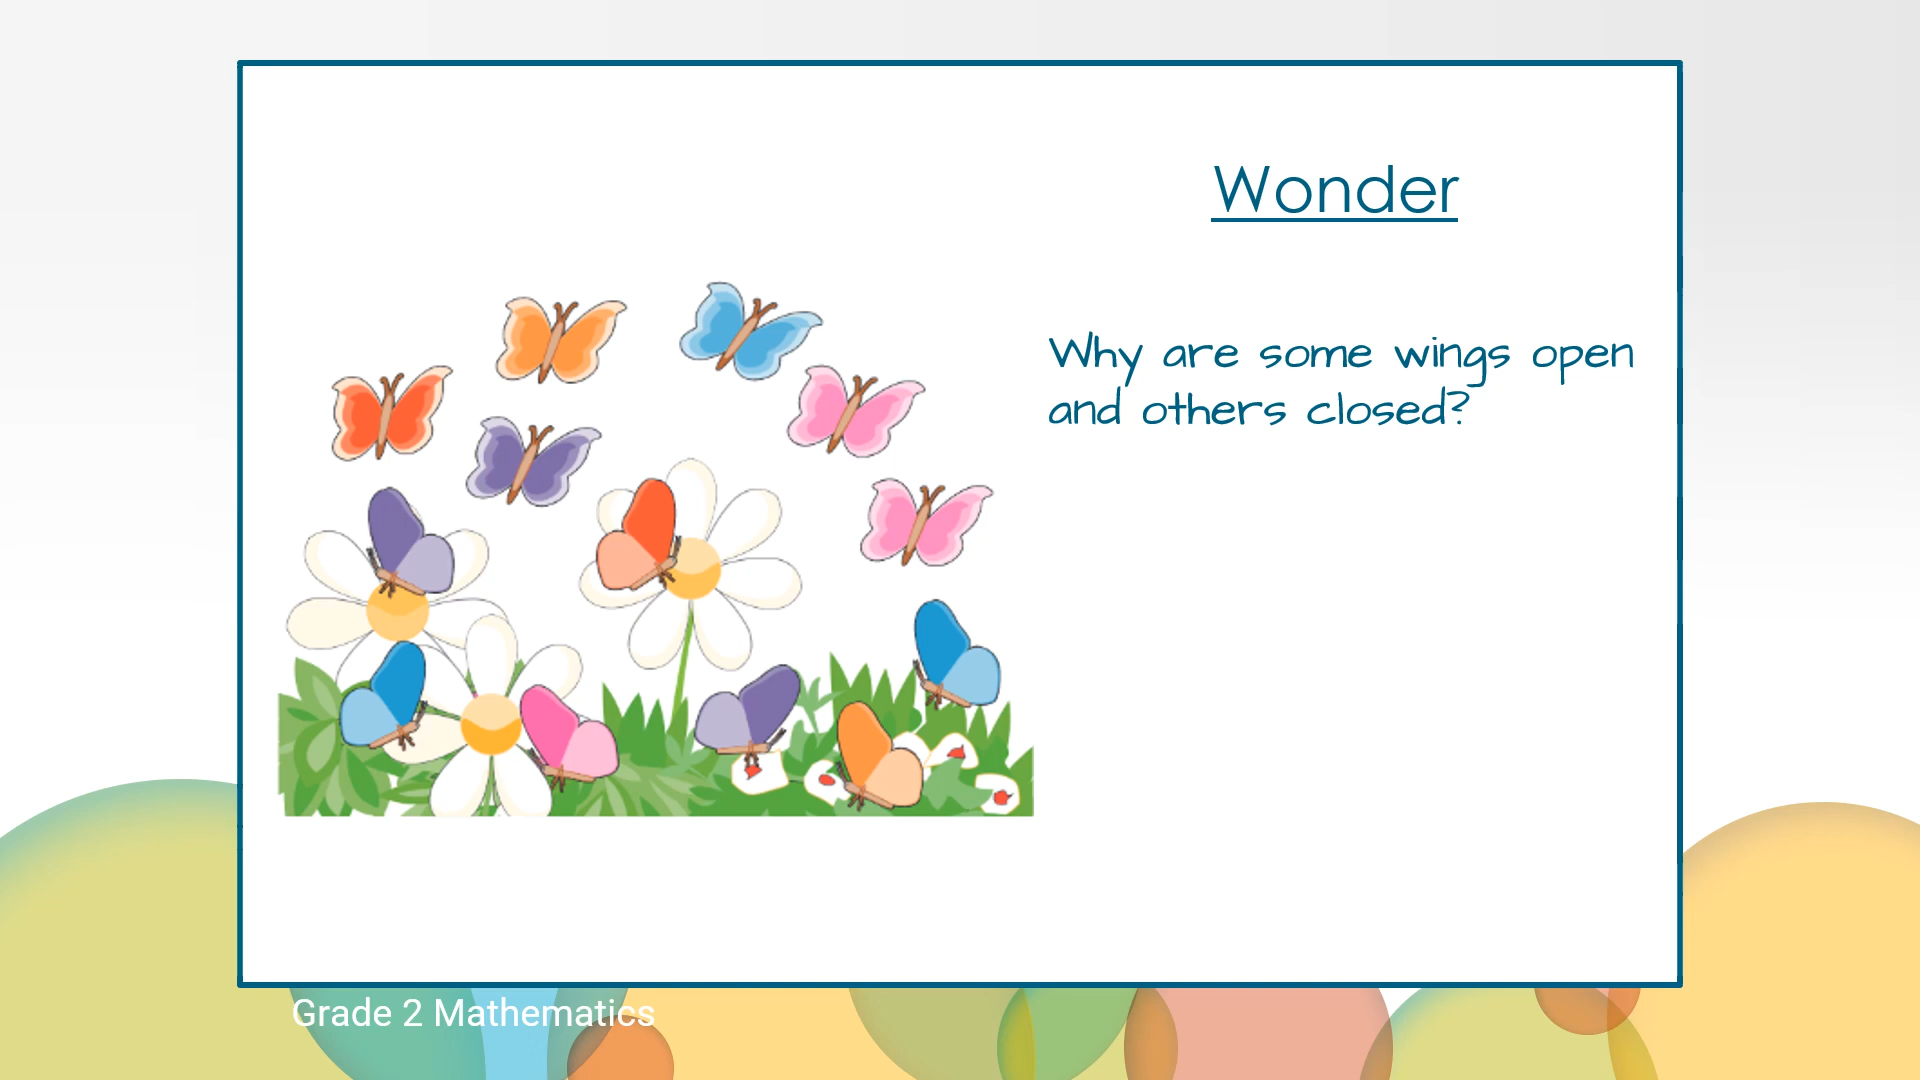 Wonder
Why are some wings open
and others closed?
Grade 2 Mathematics